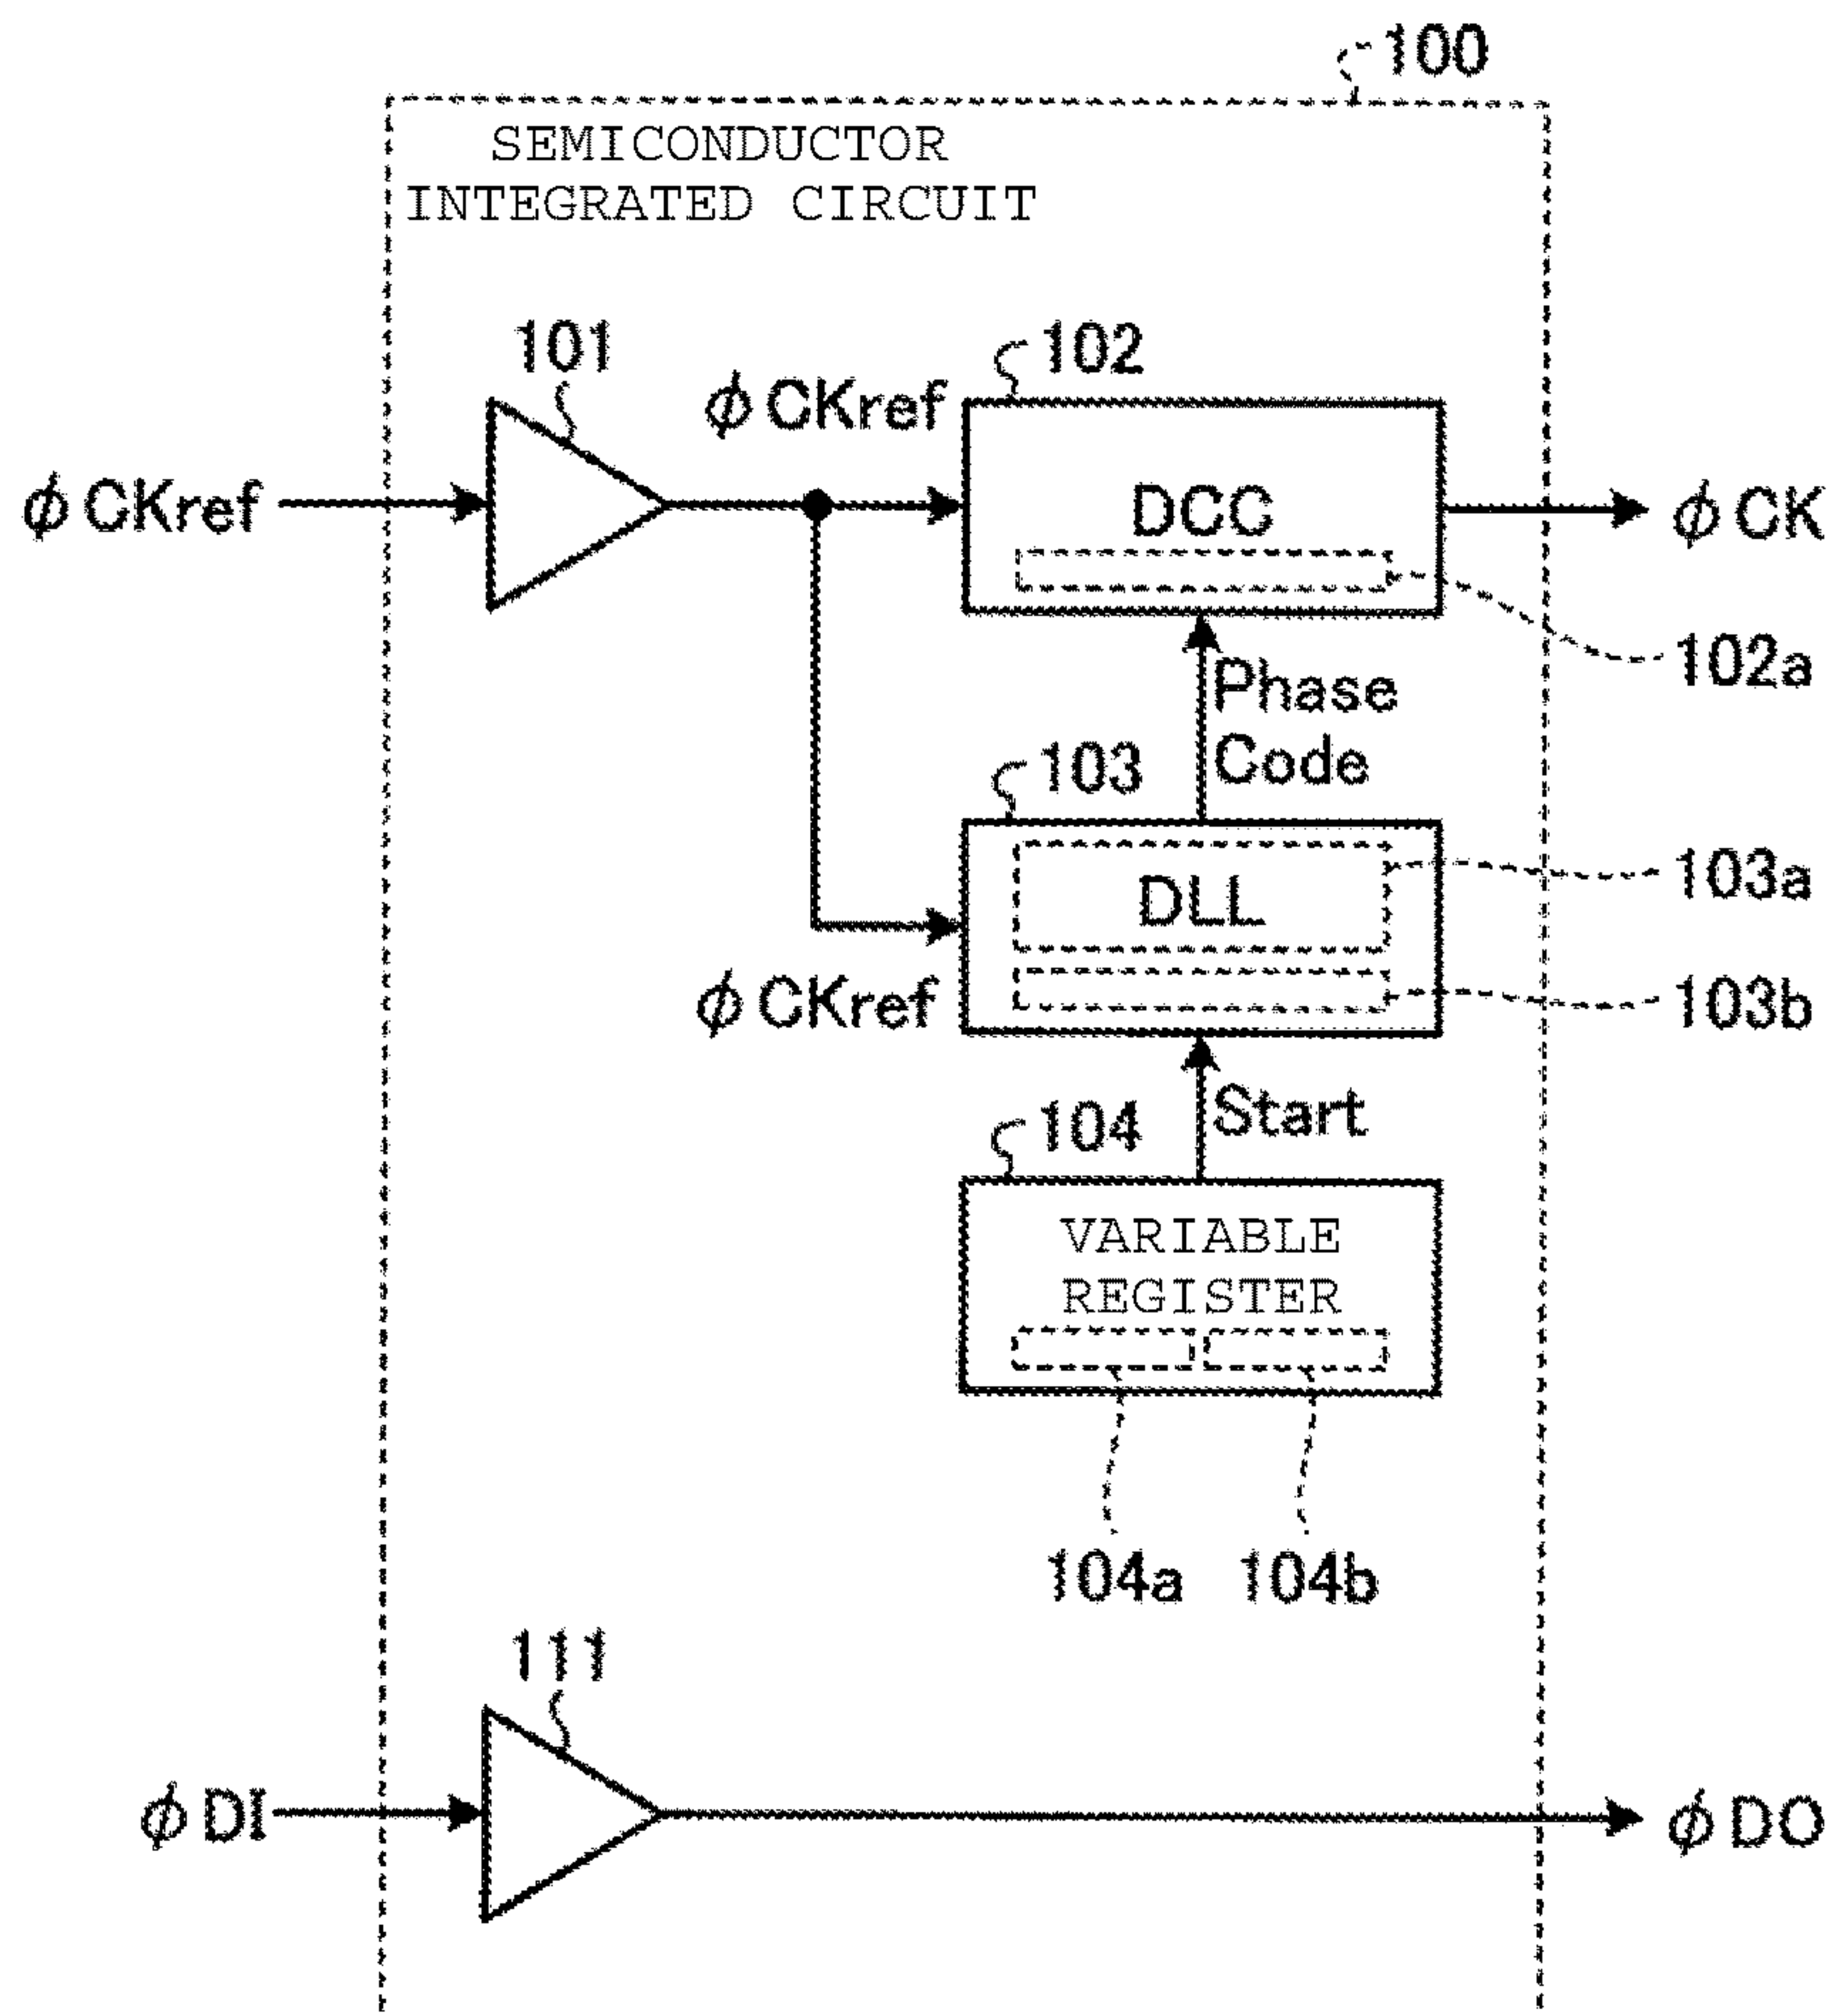 100
SEMICONDUCTOR
INTEGRATED CIRCUIT
101
102
φCKref
φCKref
DCC
φCK
102a
Phase
Code
103
103a
DLL
103b
φCKref
Start
104
VARIABLE
REGISTER
104a
104b
111
φDI
φDO